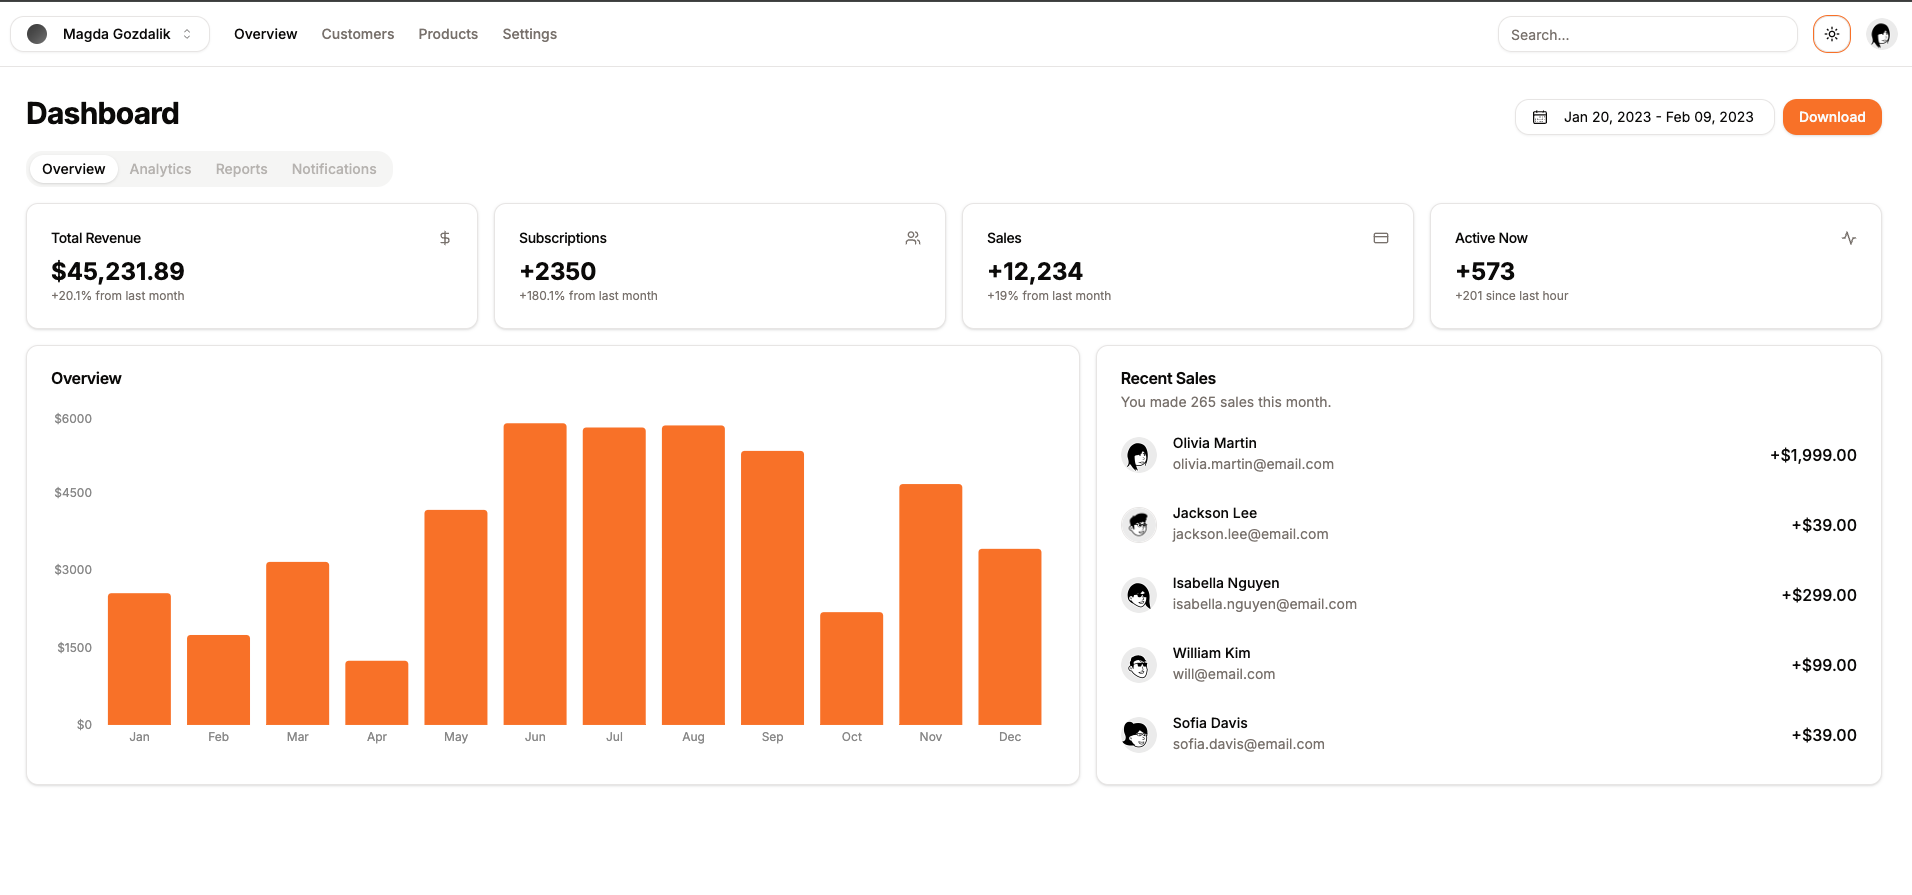 Magda Gozdalik
Overview
Customers
Products
Settings
Search...
Dashboard
Jan 20, 2023 - Feb 09, 2023
Download
Overview
Analytics
Reports
Notifications
Total Revenue
$45,231.89
+20.1% from last month
Subscriptions
+2350
+180.1% from last month
Sales
+12,234
+19% from last month
Active Now
+573
+201 since last hour
Overview
$6000
$4500
$3000
$1500
$0
Jan
Feb
Mar
Apr
May
Jun
Jul
Aug
Sep
Oct
Nov
Dec
Recent Sales
You made 265 sales this month.
Olivia Martin
olivia.martin@email.com
+$1,999.00
Jackson Lee
jackson.lee@email.com
+$39.00
Isabella Nguyen
isabella.nguyen@email.com
+$299.00
William Kim
will@email.com
+$99.00
Sofia Davis
sofia.davis@email.com
+$39.00